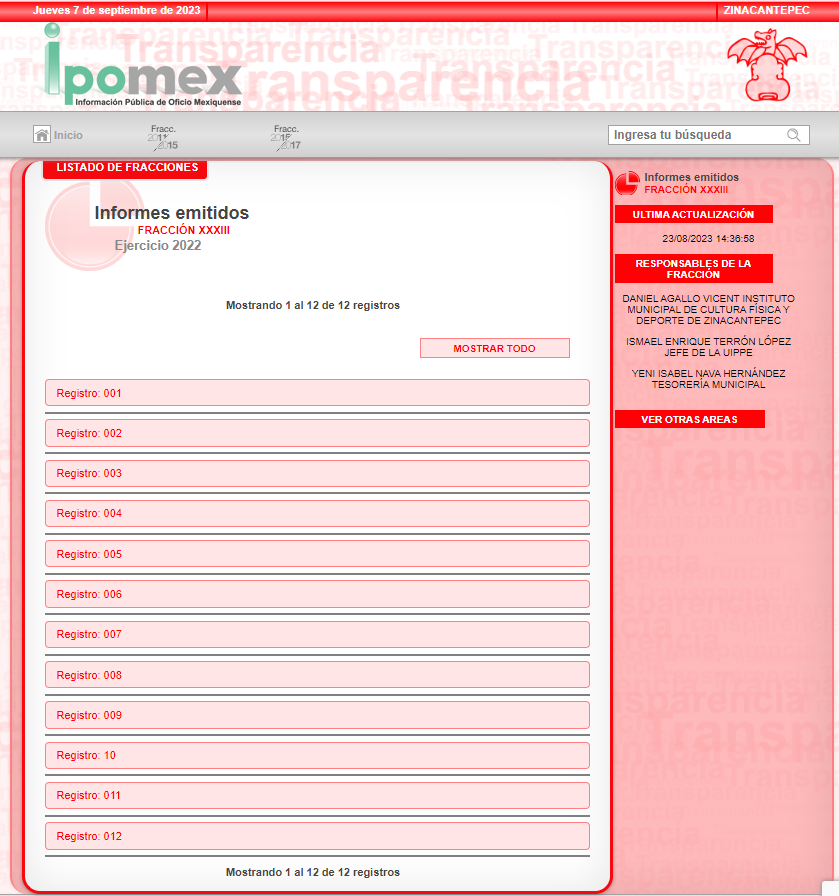 Jueves 7 de septiembre de 2023
ZINACANTEPEC
Transparencia
ipomex
Información Pública de Oficio Mexiquense
Inicio
Fracc.
2015
Fracc.
2017
Ingresa tu búsqueda
LISTADO DE FRACCIONES
Informes emitidos
FRACCIÓN XXXIII
Ejercicio 2022
Mostrando 1 al 12 de 12 registros
MOSTRAR TODO
Registro: 001
Registro: 002
Registro: 003
Registro: 004
Registro: 005
Registro: 006
Registro: 007
Registro: 008
Registro: 009
Registro: 10
Registro: 011
Registro: 012
Mostrando 1 al 12 de 12 registros
Informes emitidos
FRACCIÓN XXXIII
ULTIMA ACTUALIZACIÓN
23/08/2023 14:36:58
RESPONSABLES DE LA
FRACCIÓN
DANIEL AGALLO VICENT INSTITUTO
MUNICIPAL DE CULTURA FÍSICA Y
DEPORTE DE ZINACANTEPEC
ISMAEL ENRIQUE TERRÓN LÓPEZ
JEFE DE LA UIPPE
YENI ISABEL NAVA HERNÁNDEZ
TESORERÍA MUNICIPAL
VER OTRAS AREAS